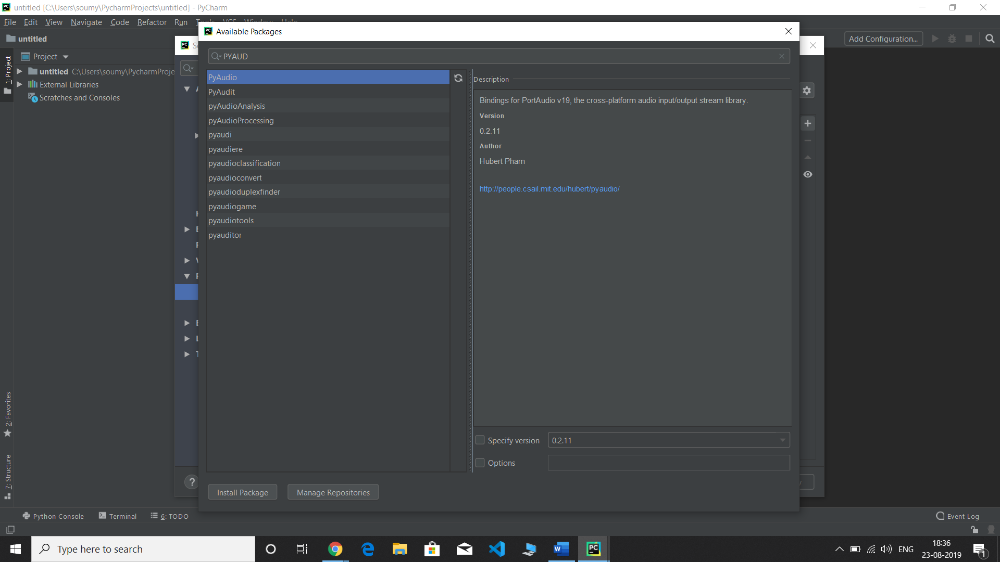 untitled [C:\Users\soumy\PycharmProjects\untitled] - PyCharm
File Edit View Navigate Code Refactor Run Tools VCS Window Help
Available Packages
untitled
Add Configuration...
Project
PYAUD
1: Project
untitled C:\Users\soumy\PycharmProje
External Libraries
Scratches and Consoles
PyAudio
PyAudit
pyAudioAnalysis
pyAudioProcessing
pyaudi
pyaudiere
pyaudioclassification
pyaudioconvert
pyaudioduplexfinder
pyaudiogame
pyaudiotools
pyauditor
Description
Bindings for PortAudio v19, the cross-platform audio input/output stream library.
Version
0.2.11
Author
Hubert Pham
http://people.csail.mit.edu/hubert/pyaudio/
Specify version 0.2.11
Options
2: Favorites
7: Structure
?
Install Package Manage Repositories
Python Console Terminal 6: TODO
Event Log
Type here to search
ENG
18:36
23-08-2019
1